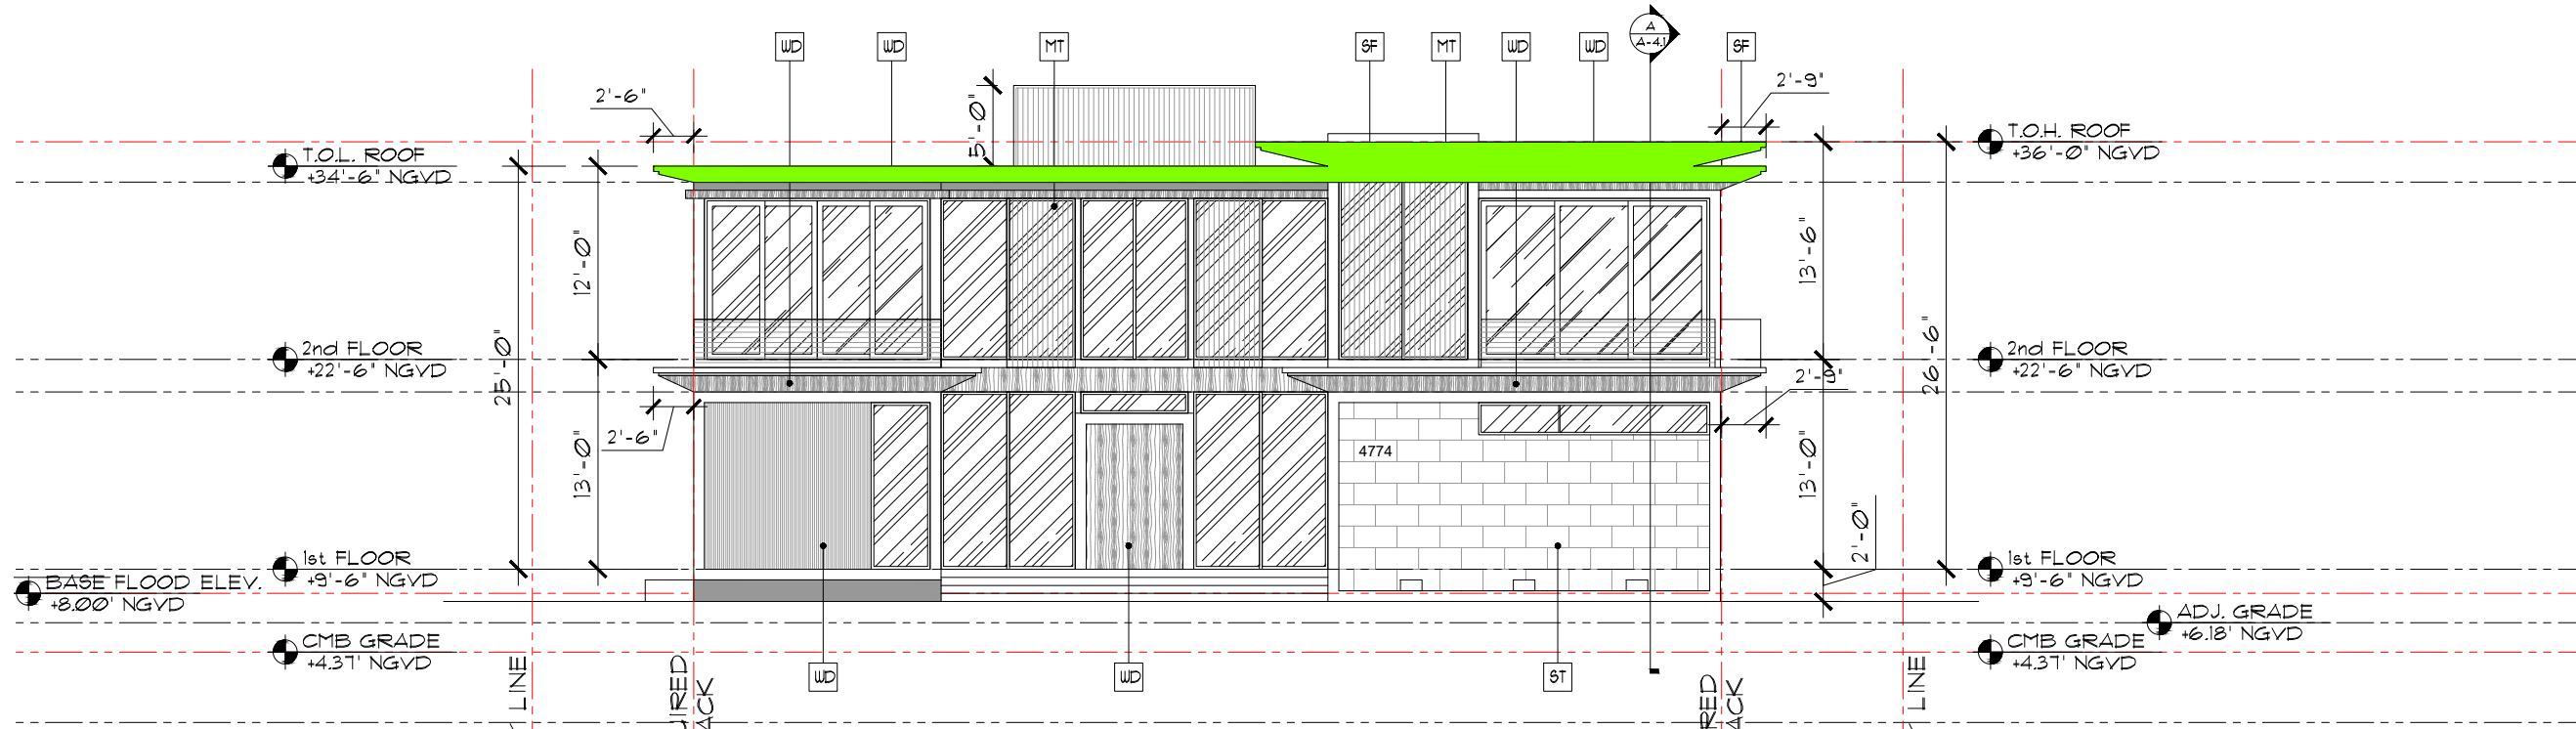 WD
WD
MT
SF
MT
WD
WD
A
A-4.1
SF
2'-6"
5'-0"
2'-9"
T.O.L. ROOF
+34'-6" NGVD
T.O.H. ROOF
+36'-0" NGVD
12'-0"
13'-6"
25'-0"
26'-6"
2nd FLOOR
+22'-6" NGVD
2nd FLOOR
+22'-6" NGVD
2'-9"
2'-6"
13'-0"
13'-0"
4774
2'-0"
1st FLOOR
+9'-6" NGVD
1st FLOOR
+9'-6" NGVD
BASE FLOOD ELEV.
+8.00' NGVD
ADJ. GRADE
+6.18' NGVD
CMB GRADE
+4.37' NGVD
CMB GRADE
+4.37' NGVD
WD
WD
ST
LINE
IRED
ACK
RED
ACK
LINE